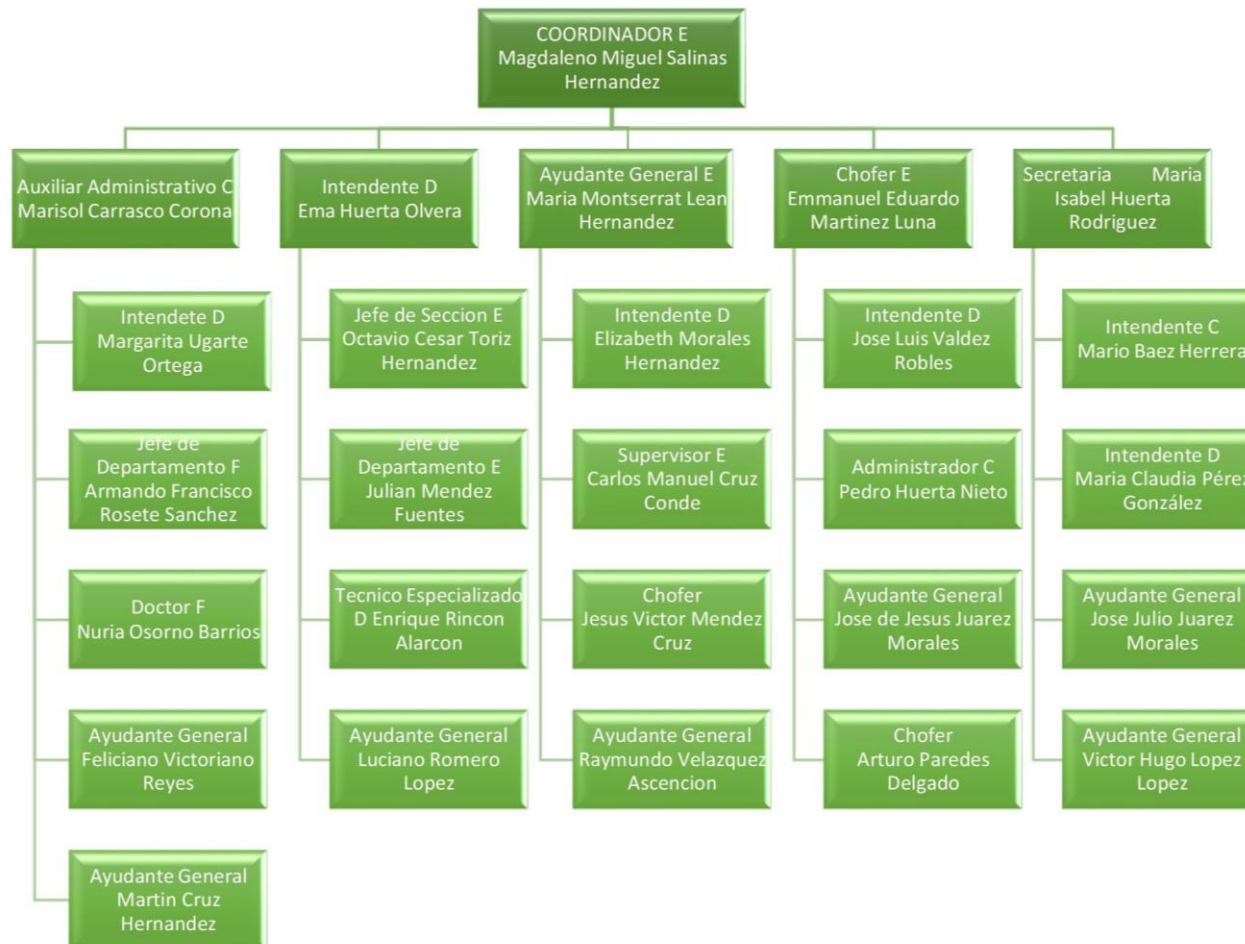 COORDINADOR E
Magdaleno Miguel Salinas
Hernandez
Auxiliar Administrativo C
Marisol Carrasco Corona
Intendente D
Ema Huerta Olvera
Ayudante General E
Maria Montserrat Lean
Hernandez
Chofer E
Emmanuel Eduardo
Martinez Luna
Secretaria Maria
Isabel Huerta
Rodriguez
Intendete D
Margarita Ugarte
Ortega
Jefe de
Departamento F
Armando Francisco
Rosete Sanchez
Doctor F
Nuria Osorno Barrios
Ayudante General
Feliciano Victoriano
Reyes
Ayudante General
Martin Cruz
Hernandez
Jefe de Seccion E
Octavio Cesar Toriz
Hernandez
Jefe de
Departamento E
Julian Mendez
Fuentes
Tecnico Especializado
D Enrique Rincon
Alarcon
Ayudante General
Luciano Romero
Lopez
Intendente D
Elizabeth Morales
Hernandez
Supervisor E
Carlos Manuel Cruz
Conde
Chofer
Jesus Victor Mendez
Cruz
Ayudante General
Raymundo Velazquez
Ascencion
Intendente D
Jose Luis Valdez
Robles
Administrador C
Pedro Huerta Nieto
Ayudante General
Jose de Jesus Juarez
Morales
Chofer
Arturo Paredes
Delgado
Intendente C
Mario Baez Herrera
Intendente D
Maria Claudia Pérez
González
Ayudante General
Jose Julio Juarez
Morales
Ayudante General
Victor Hugo Lopez
Lopez